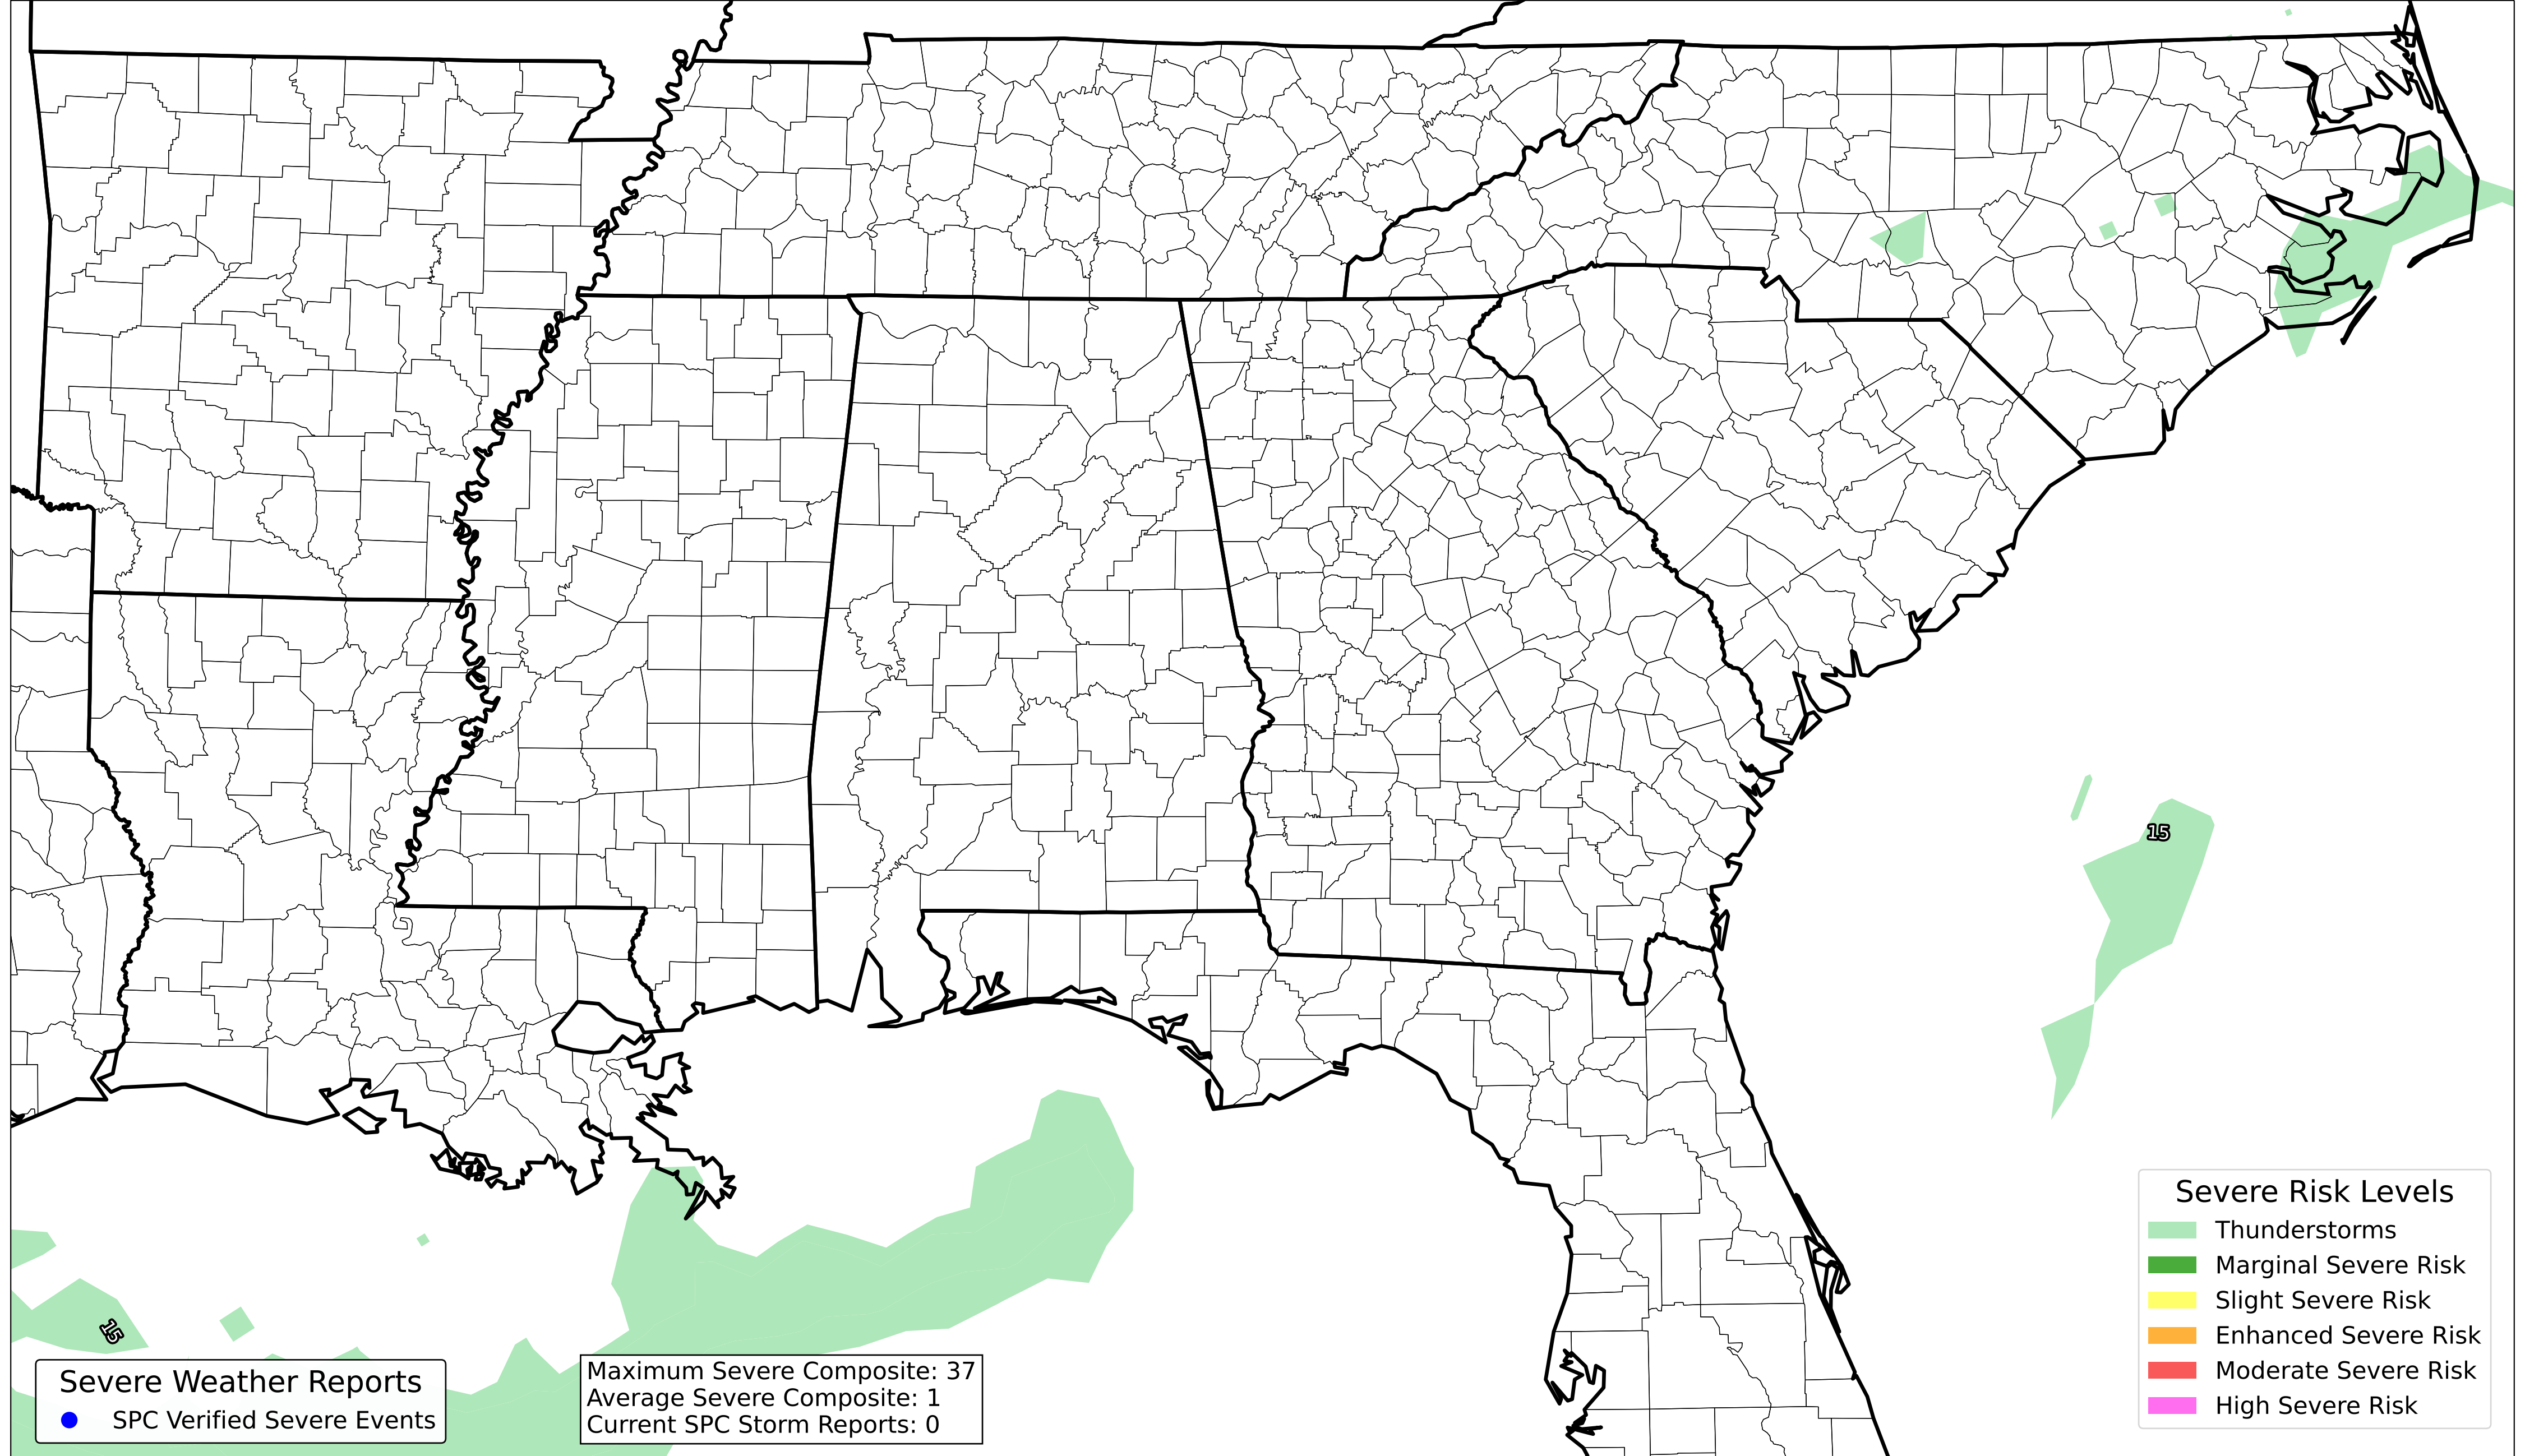 15
15
Severe Weather Reports
SPC Verified Severe Events
Maximum Severe Composite: 37
Average Severe Composite: 1
Current SPC Storm Reports: 0
Severe Risk Levels
Thunderstorms
Marginal Severe Risk
Slight Severe Risk
Enhanced Severe Risk
Moderate Severe Risk
High Severe Risk